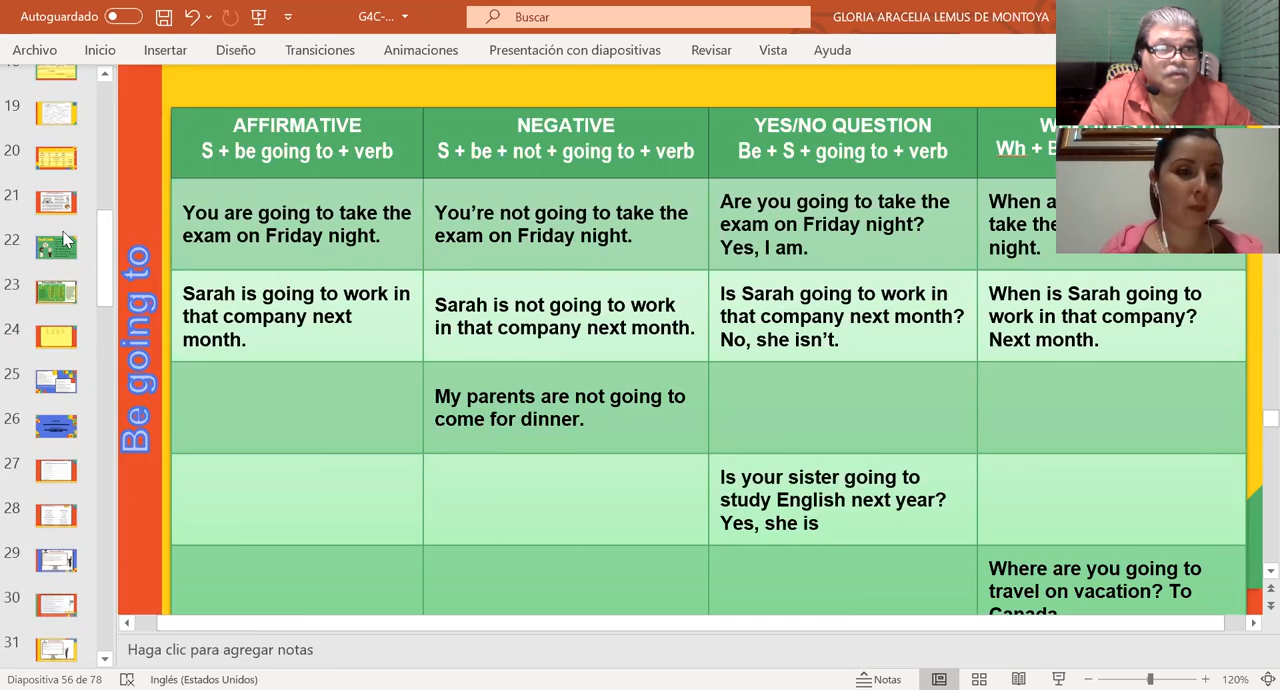 Autoguardado
G4C-...
Buscar
GLORIA ARACELIA LEMUS DE MONTOYA
Archivo Inicio Insertar Diseño Transiciones Animaciones Presentación con diapositivas Revisar Vista Ayuda
19
20
21
22
23
24
25
26
27
28
29
30
31
Be going to
AFFIRMATIVE
S + be going to + verb
NEGATIVE
S + be + not + going to + verb
YES/NO QUESTION
Be + S + going to + verb
Wh +
You are going to take the
exam on Friday night.
You're not going to take the
exam on Friday night.
Are you going to take the
exam on Friday night?
Yes, I am.
When
take the
night.
Sarah is going to work in
that company next
month.
Sarah is not going to work
in that company next month.
Is Sarah going to work in
that company next month?
No, she isn't.
When is Sarah going to
work in that company?
Next month.
My parents are not going to
come for dinner.
Is your sister going to
study English next year?
Yes, she is
Where are you going to
travel on vacation? To
Canada
Haga clic para agregar notas
Diapositiva 56 de 78
Inglés (Estados Unidos)
Notas
120%